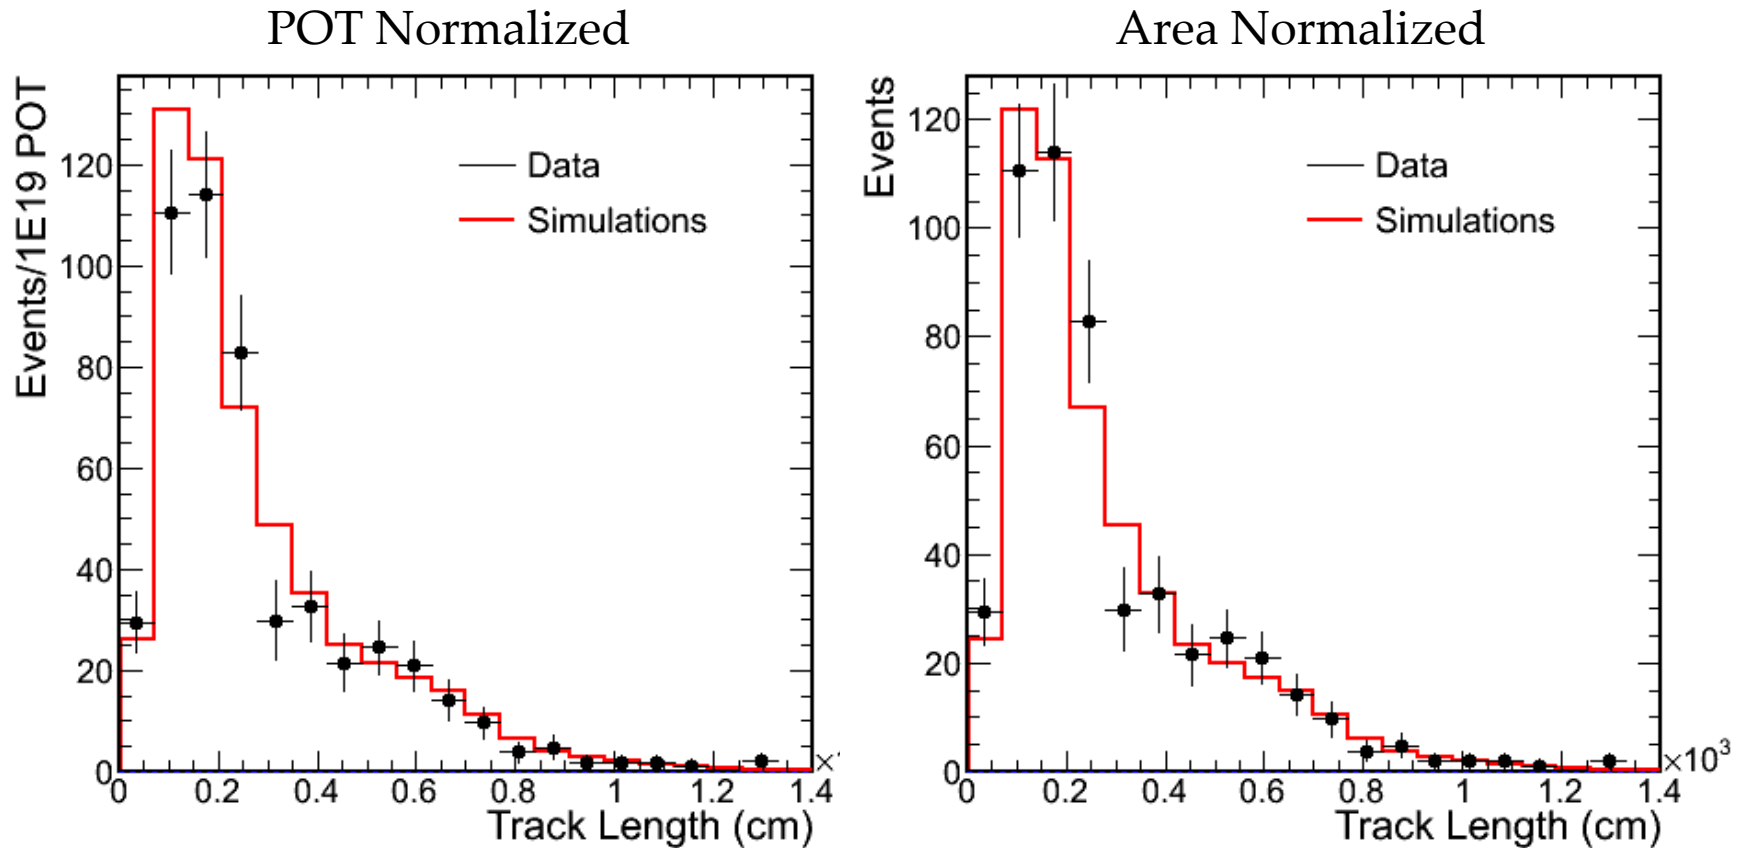 POT Normalized
Events/1E19 POT
120
100
80
60
40
20
0
Data
Simulations
0 0.2 0.4 0.6 0.8 1 1.2 1.4
Track Length (cm)
Area Normalized
Events
120
100
80
60
40
20
0
Data
Simulations
×10³
0 0.2 0.4 0.6 0.8 1 1.2 1.4
Track Length (cm)